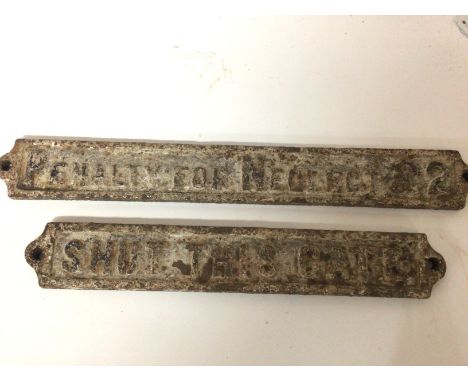 PENALTY FOR NEGLECT £2
SHUT THIS GATE